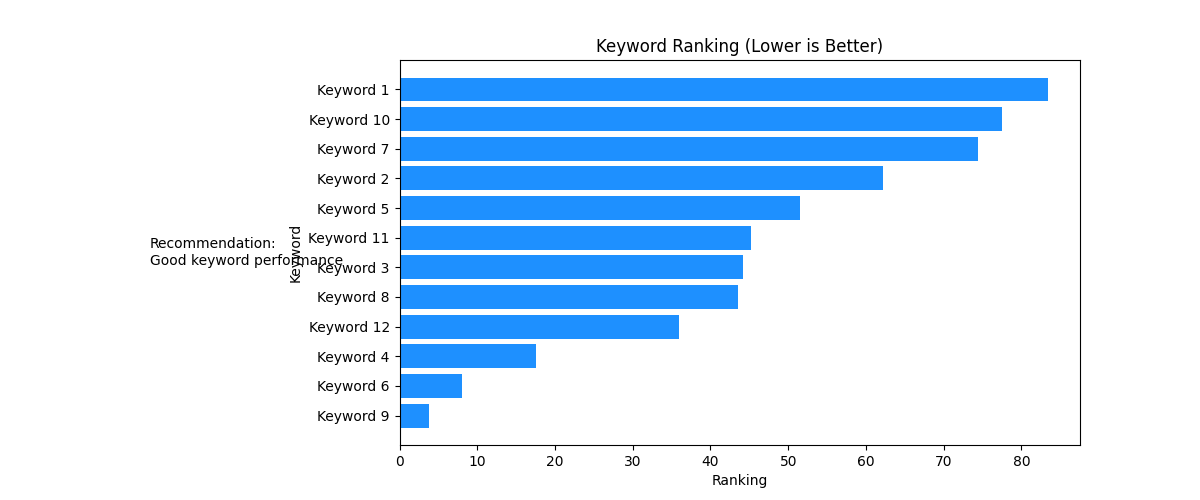 Keyword Ranking (Lower is Better)
Keyword 1
Keyword 10
Keyword 7
Keyword 2
Keyword 5
Keyword 11
Keyword 3
Keyword 8
Keyword 12
Keyword 4
Keyword 6
Keyword 9
Keyword
Recommendation:
Good keyword performance
0 10 20 30 40 50 60 70 80
Ranking